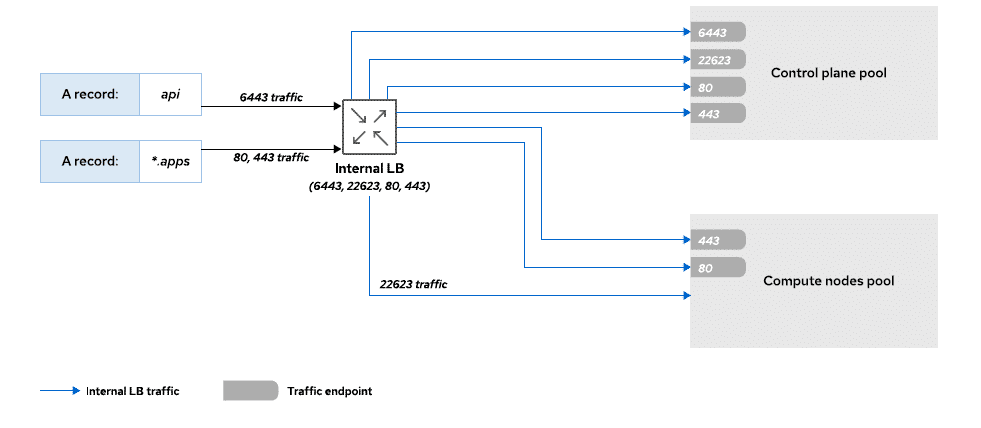 6443
22623
80
443
Control plane pool
A record:
api
6443 traffic
A record:
*.apps
80, 443 traffic
Internal LB
(6443, 22623, 80, 443)
443
80
Compute nodes pool
22623 traffic
Internal LB traffic
Traffic endpoint